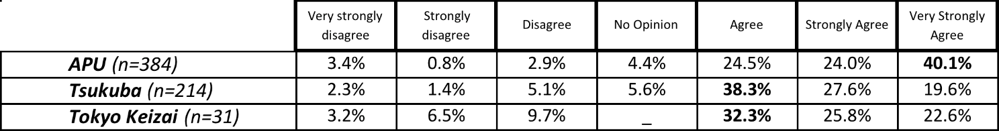 Very strongly disagree Strongly disagree Disagree No Opinion Agree Strongly Agree Very Strongly Agree
APU (n=384) 3.4% 0.8% 2.9% 4.4% 24.5% 24.0% 40.1%
Tsukuba (n=214) 2.3% 1.4% 5.1% 5.6% 38.3% 27.6% 19.6%
Tokyo Keizai (n=31) 3.2% 6.5% 9.7% _ 32.3% 25.8% 22.6%